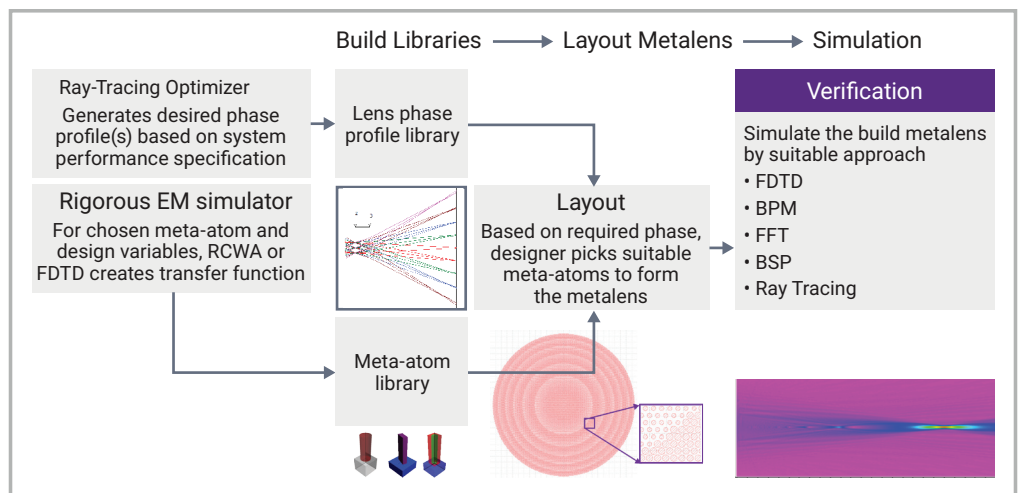 Build Libraries
Layout Metalens
Simulation
Ray-Tracing Optimizer
Generates desired phase
profile(s) based on system
performance specification
Lens phase
profile library
Verification
Simulate the build metalens
by suitable approach
• FDTD
• BPM
• FFT
• BSP
• Ray Tracing
Rigorous EM simulator
For chosen meta-atom and
design variables, RCWA or
FDTD creates transfer function
Layout
Based on required phase,
designer picks suitable
meta-atoms to form
the metalens
Meta-atom
library